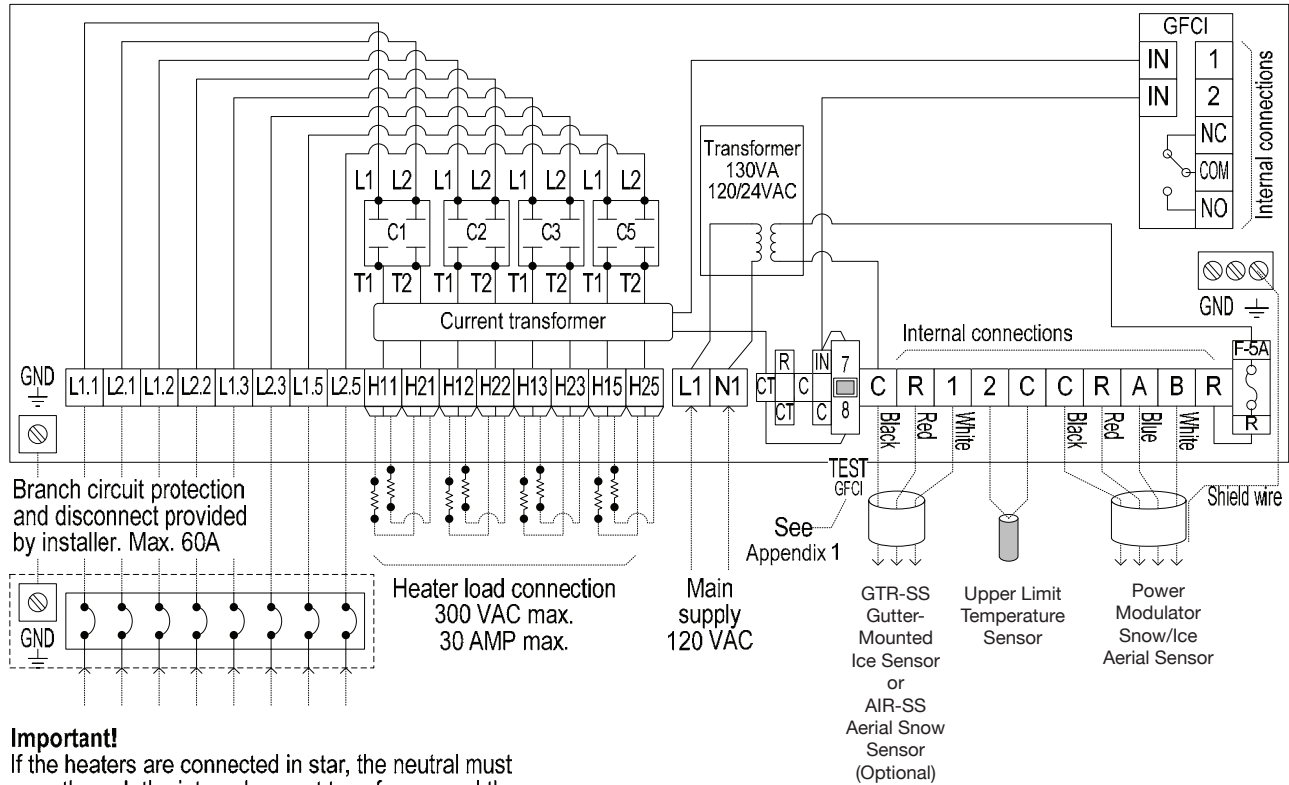 GFCI
IN 1
IN 2
NC
COM
NO
Internal connections
Transformer
130VA
120/24VAC
L1 L2 L1 L2 L1 L2 L1 L2
C1 C2 C3 C5
T1 T2 T1 T2 T1 T2 T1 T2
Current transformer
GND
Internal connections
F-5A
R
GND
L1.1 L2.1 L1.2 L2.2 L1.3 L2.3 L1.5 L2.5 H11 H21 H12 H22 H13 H23 H15 H25
L1 N1
R IN 7
CT C
CT C 8
C R 1 2 C C R A B R
Black Red White Black Red Blue White
Shield wire
TEST
GFCI
See
Appendix 1
Branch circuit protection
and disconnect provided
by installer. Max. 60A
GND
Heater load connection
300 VAC max.
30 AMP max.
Main
supply
120 VAC
GTR-SS
Gutter-
Mounted
Ice Sensor
or
AIR-SS
Aerial Snow
Sensor
(Optional)
Upper Limit
Temperature
Sensor
Power
Modulator
Snow/Ice
Aerial Sensor
Important!
If the heaters are connected in star, the neutral must